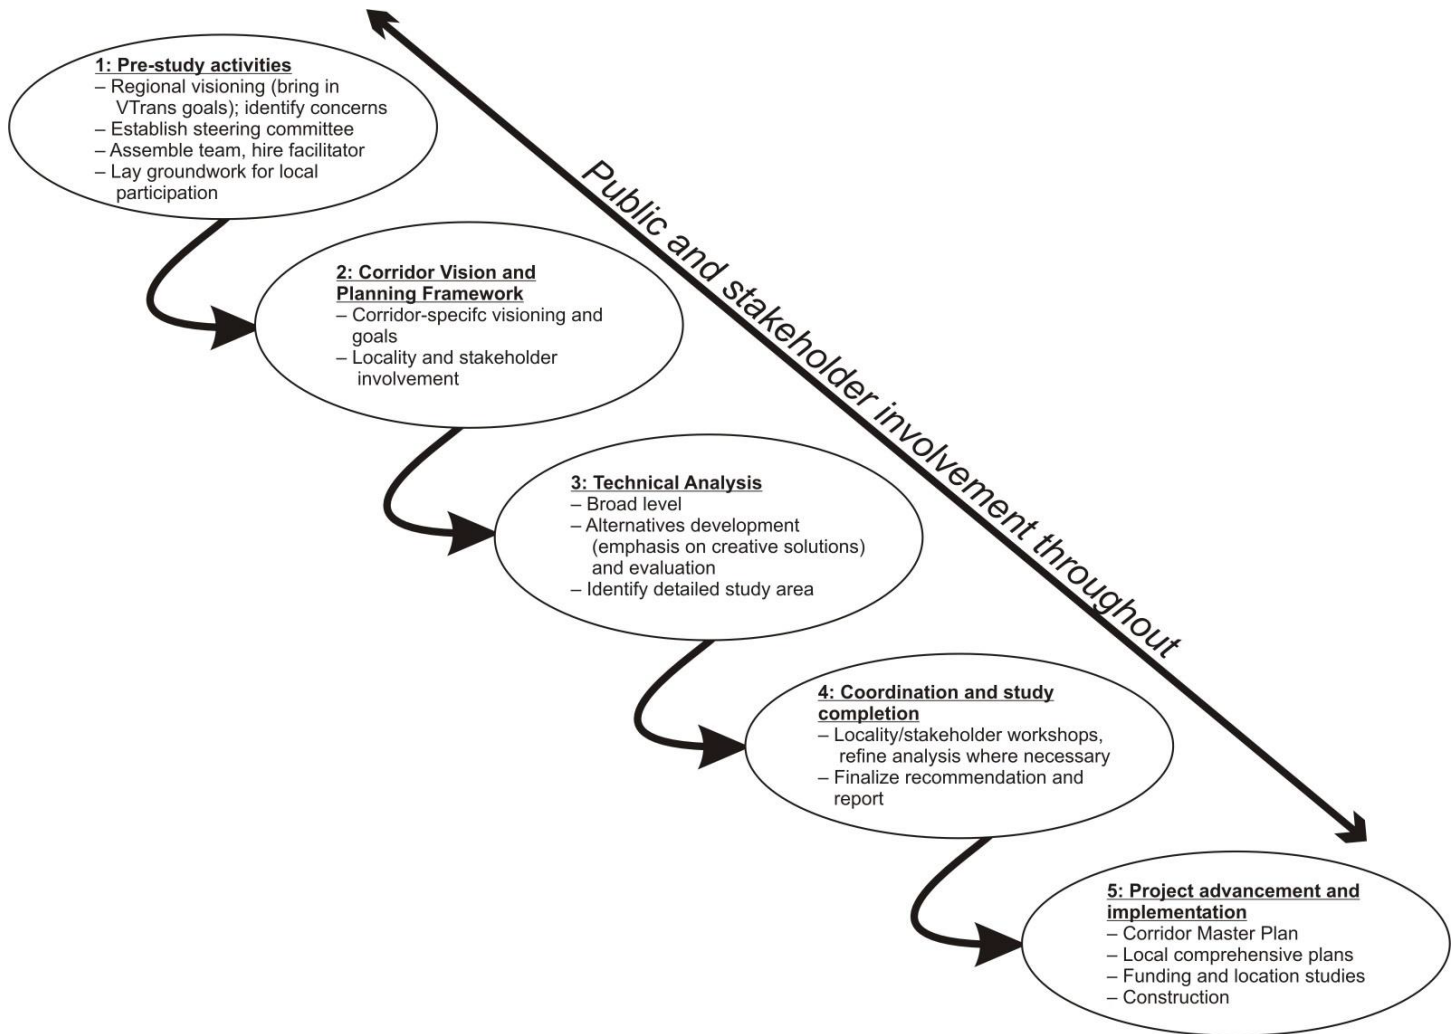 1: Pre-study activities
– Regional visioning (bring in
VTrans goals); identify concerns
– Establish steering committee
– Assemble team, hire facilitator
– Lay groundwork for local
participation
Public and stakeholder involvement throughout
2: Corridor Vision and
Planning Framework
– Corridor-specifc visioning and
goals
– Locality and stakeholder
involvement
3: Technical Analysis
– Broad level
– Alternatives development
(emphasis on creative solutions)
and evaluation
– Identify detailed study area
4: Coordination and study
completion
– Locality/stakeholder workshops,
refine analysis where necessary
– Finalize recommendation and
report
5: Project advancement and
implementation
– Corridor Master Plan
– Local comprehensive plans
– Funding and location studies
– Construction